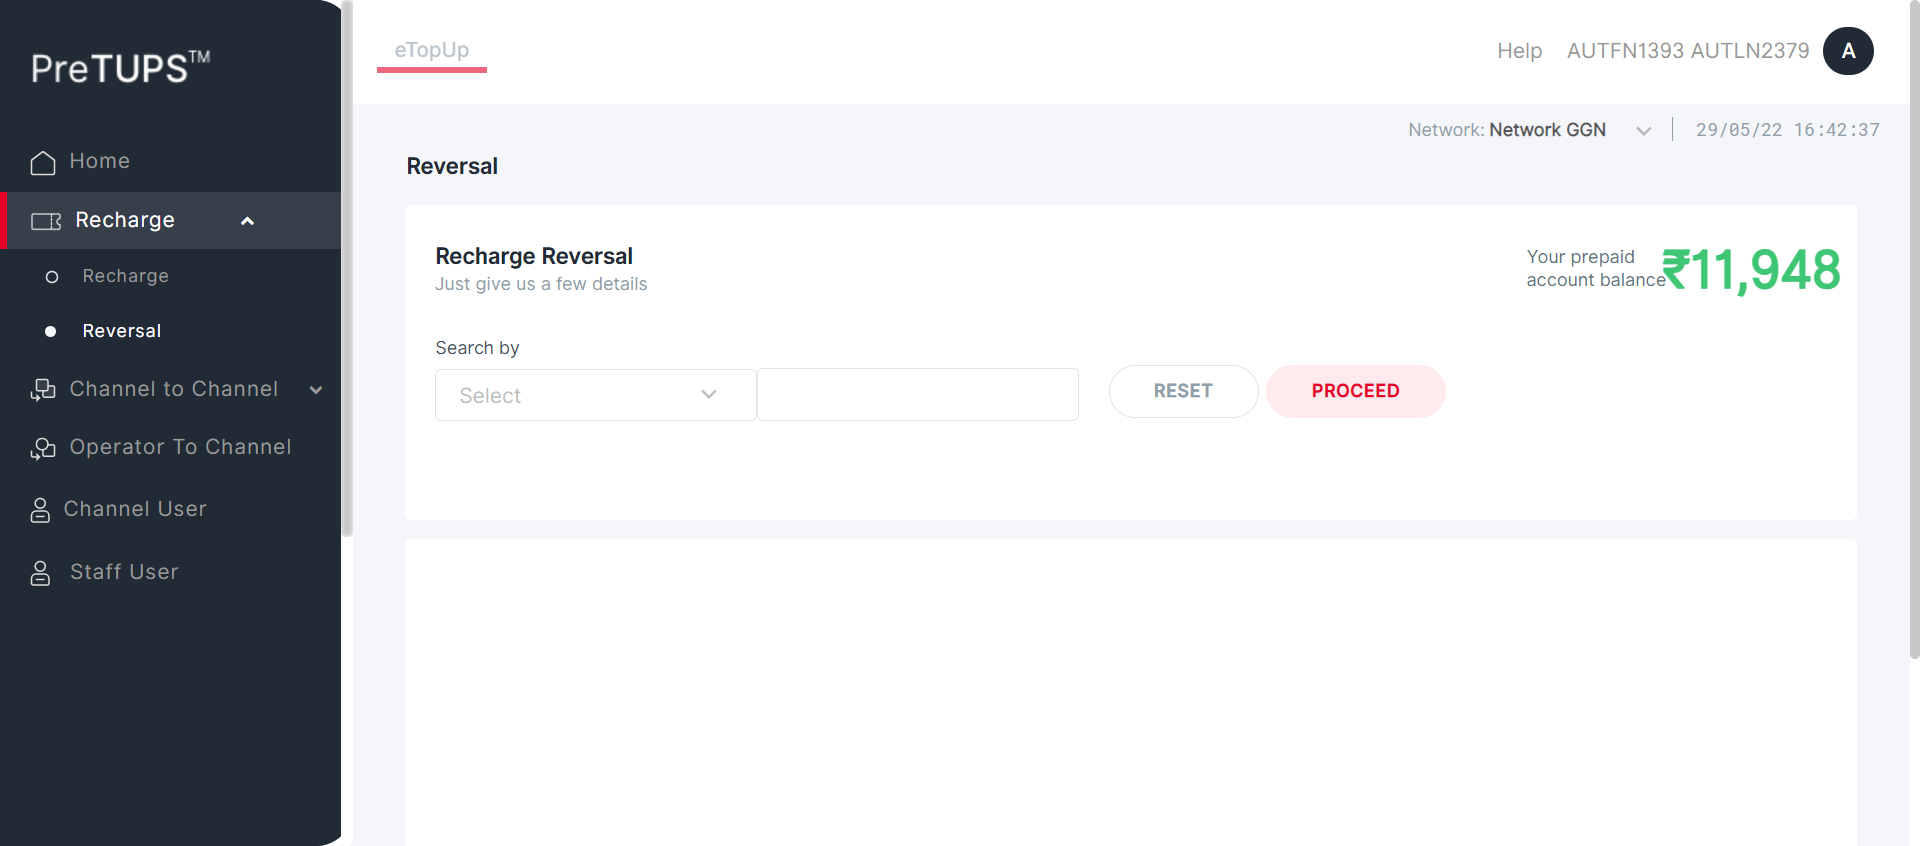 PreTUPS™
Home
Recharge
Recharge
Reversal
Channel to Channel
Operator To Channel
Channel User
Staff User
eTopUp
Help AUTFN1393 AUTLN2379 A
Network: Network GGN 29/05/22 16:42:37
Reversal
Recharge Reversal
Just give us a few details
Your prepaid
account balance ₹11,948
Search by
Select
RESET PROCEED